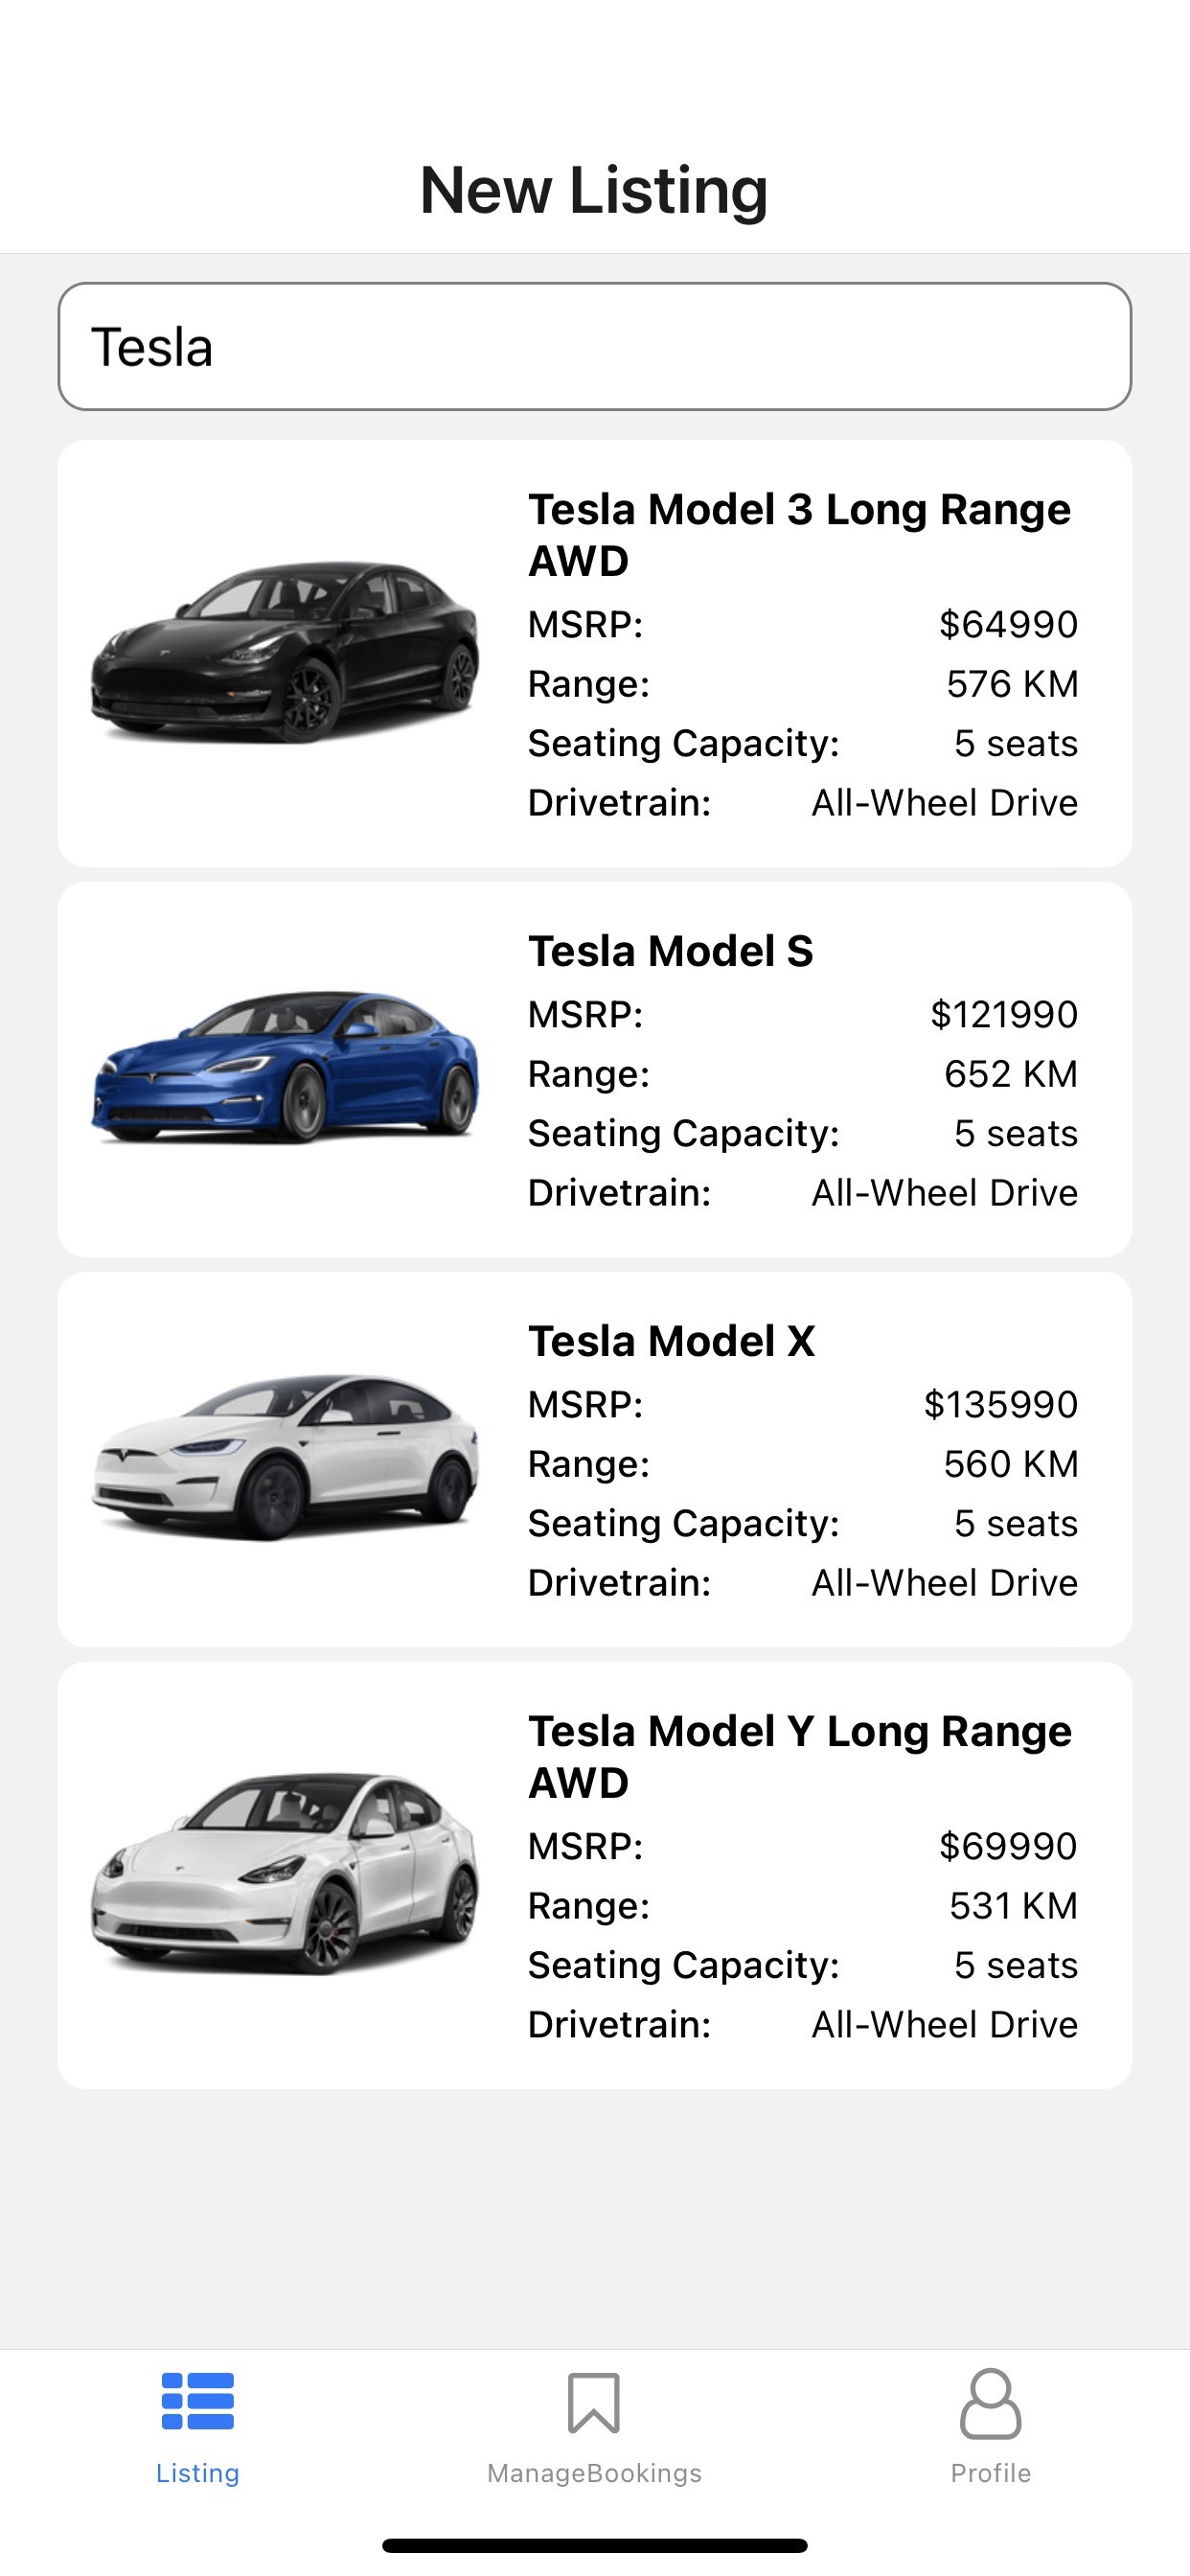 New Listing
Tesla
Tesla Model 3 Long Range
AWD
MSRP: $64990
Range: 576 KM
Seating Capacity: 5 seats
Drivetrain: All-Wheel Drive
Tesla Model S
MSRP: $121990
Range: 652 KM
Seating Capacity: 5 seats
Drivetrain: All-Wheel Drive
Tesla Model X
MSRP: $135990
Range: 560 KM
Seating Capacity: 5 seats
Drivetrain: All-Wheel Drive
Tesla Model Y Long Range
AWD
MSRP: $69990
Range: 531 KM
Seating Capacity: 5 seats
Drivetrain: All-Wheel Drive
Listing ManageBookings Profile